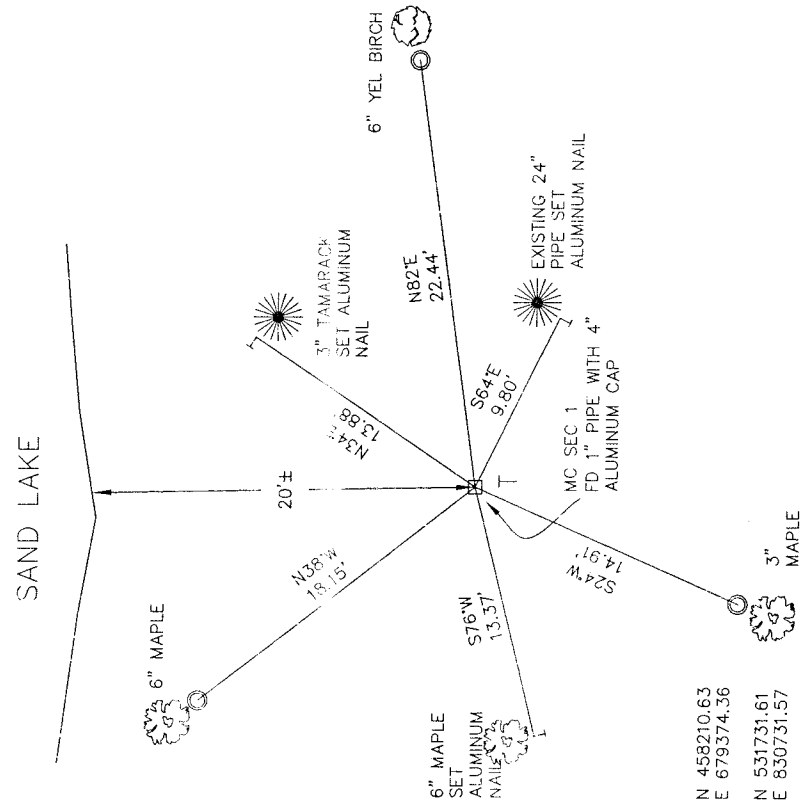 SAND LAKE
6" YEL BIRCH
3" TAMARACK
SET ALUMINUM
NAIL
N82°E
22.44'
N34°E
13.88'
20'±
EXISTING 24"
PIPE SET
ALUMINUM NAIL
S64°E
9.80'
N38°W
18.15'
6" MAPLE
MC SEC 1
FD 1" PIPE WITH 4"
ALUMINUM CAP
T
S76°W
13.37'
S24°W
14.91'
6" MAPLE
SET
ALUMINUM
NAIL
3"
MAPLE
N 458210.63
E 679374.36
N 531731.61
E 830731.57